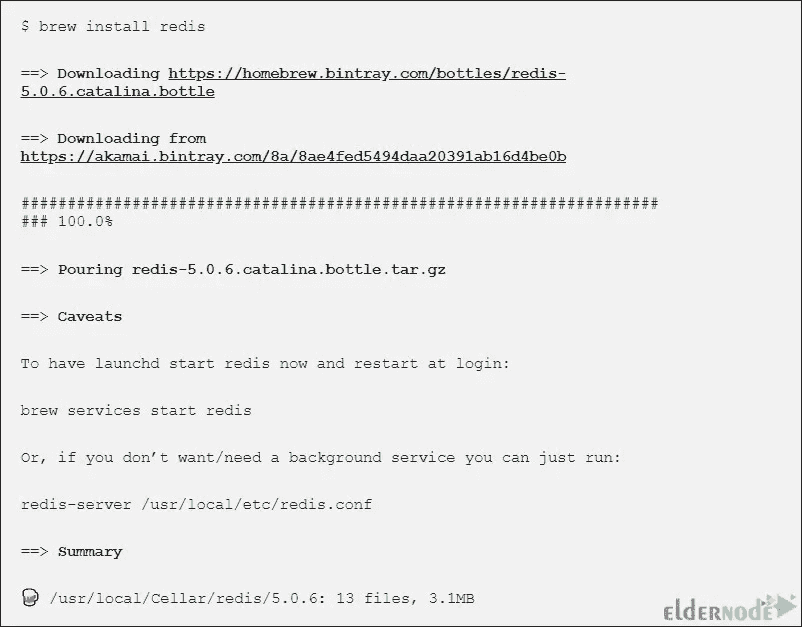 $ brew install redis
==> Downloading https://homebrew.bintray.com/bottles/redis-
5.0.6.catalina.bottle
==> Downloading from
https://akamai.bintray.com/8a/8ae4fed5494daa20391ab16d4be0b
#####################################################################
### 100.0%
==> Pouring redis-5.0.6.catalina.bottle.tar.gz
==> Caveats
To have launchd start redis now and restart at login:
brew services start redis
Or, if you don’t want/need a background service you can just run:
redis-server /usr/local/etc/redis.conf
==> Summary
🍺 /usr/local/Cellar/redis/5.0.6: 13 files, 3.1MB
elderNode